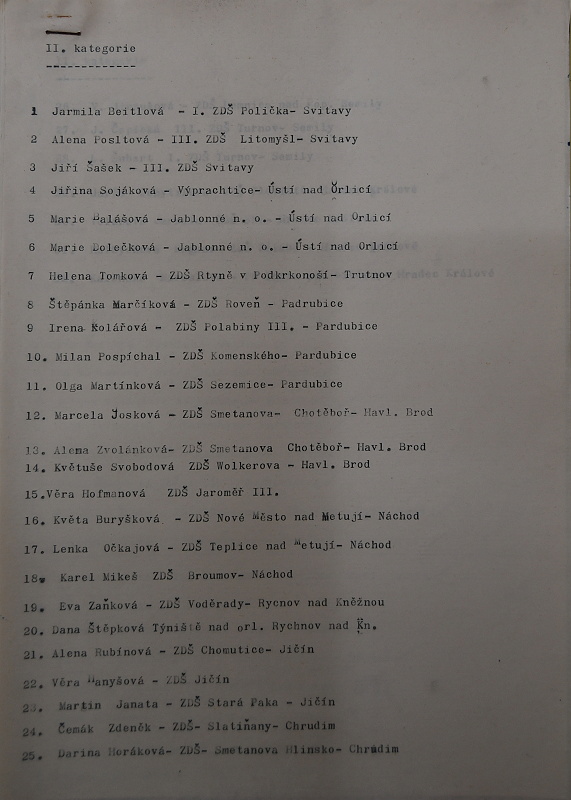 II. kategorie
-------------
1 Jarmila Beitlová - I. ZDŠ Polička- Svitavy
2 Alena Posltová - III. ZDŠ Litomyšl- Svitavy
3 Jiří Šašek - III. ZDŠ Svitavy
4 Jiřina Sojáková - Výprachtice- Ústí nad Orlicí
5 Marie Balášová - Jablonné n. o. - Ústí nad Orlicí
6 Marie Dolečková - Jablonné n. o. - Ústí nad Orlicí
7 Helena Tomková - ZDŠ Rtyně v Podkrkonoší- Trutnov
8 Štěpánka Marčíková - ZDŠ Roveň - Padrubice
9 Irena Kolářová - ZDŠ Polabiny III. - Pardubice
10. Milan Pospíchal - ZDŠ Komenského- Pardubice
11. Olga Martínková - ZDŠ Sezemice- Pardubice
12. Marcela Josková - ZDŠ Smetanova- Chotěboř- Havl. Brod
13. Alena Zvolánková- ZDŠ Smetanova Chotěboř- Havl. Brod
14. Květuše Svobodová ZDŠ Wolkerova - Havl. Brod
15.Věra Hofmanová ZDŠ Jaroměř III.
16. Květa Buryšková - ZDŠ Nové Město nad Metují- Náchod
17. Lenka Očkajová - ZDŠ Teplice nad Metují- Náchod
18. Karel Mikeš ZDŠ Broumov- Náchod
19. Eva Zaňková - ZDŠ Voděrady- Rycnov nad Kněžnou
20. Dana Štěpková Týniště nad orl. Rychnov nad Kn.
21. Alena Rubínová - ZDŠ Chomutice- Jičín
22. Věra Hanyšová - ZDŠ Jičín
23. Martin Janata - ZDŠ Stará Paka - Jičín
24. Čemák Zdeněk - ZDŠ- Slatiňany- Chrudim
25. Darina Horáková- ZDŠ- Smetanova Hlinsko- Chrudim